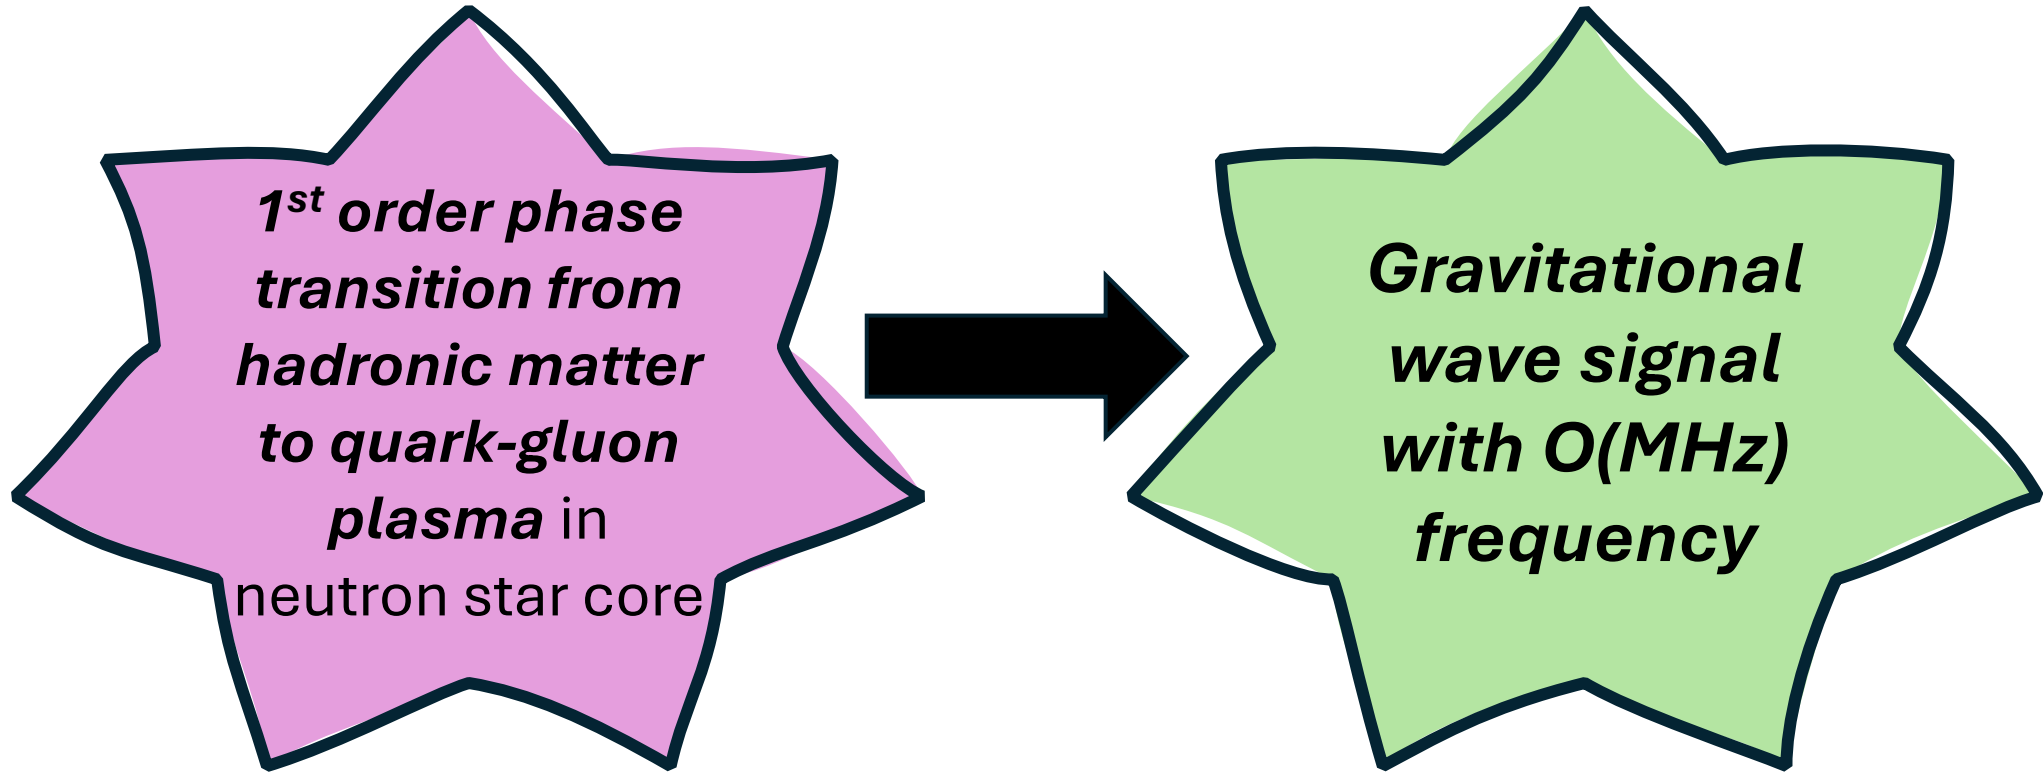 1st order phase
transition from
hadronic matter
to quark-gluon
plasma in
neutron star core
Gravitational
wave signal
with O(MHz)
frequency